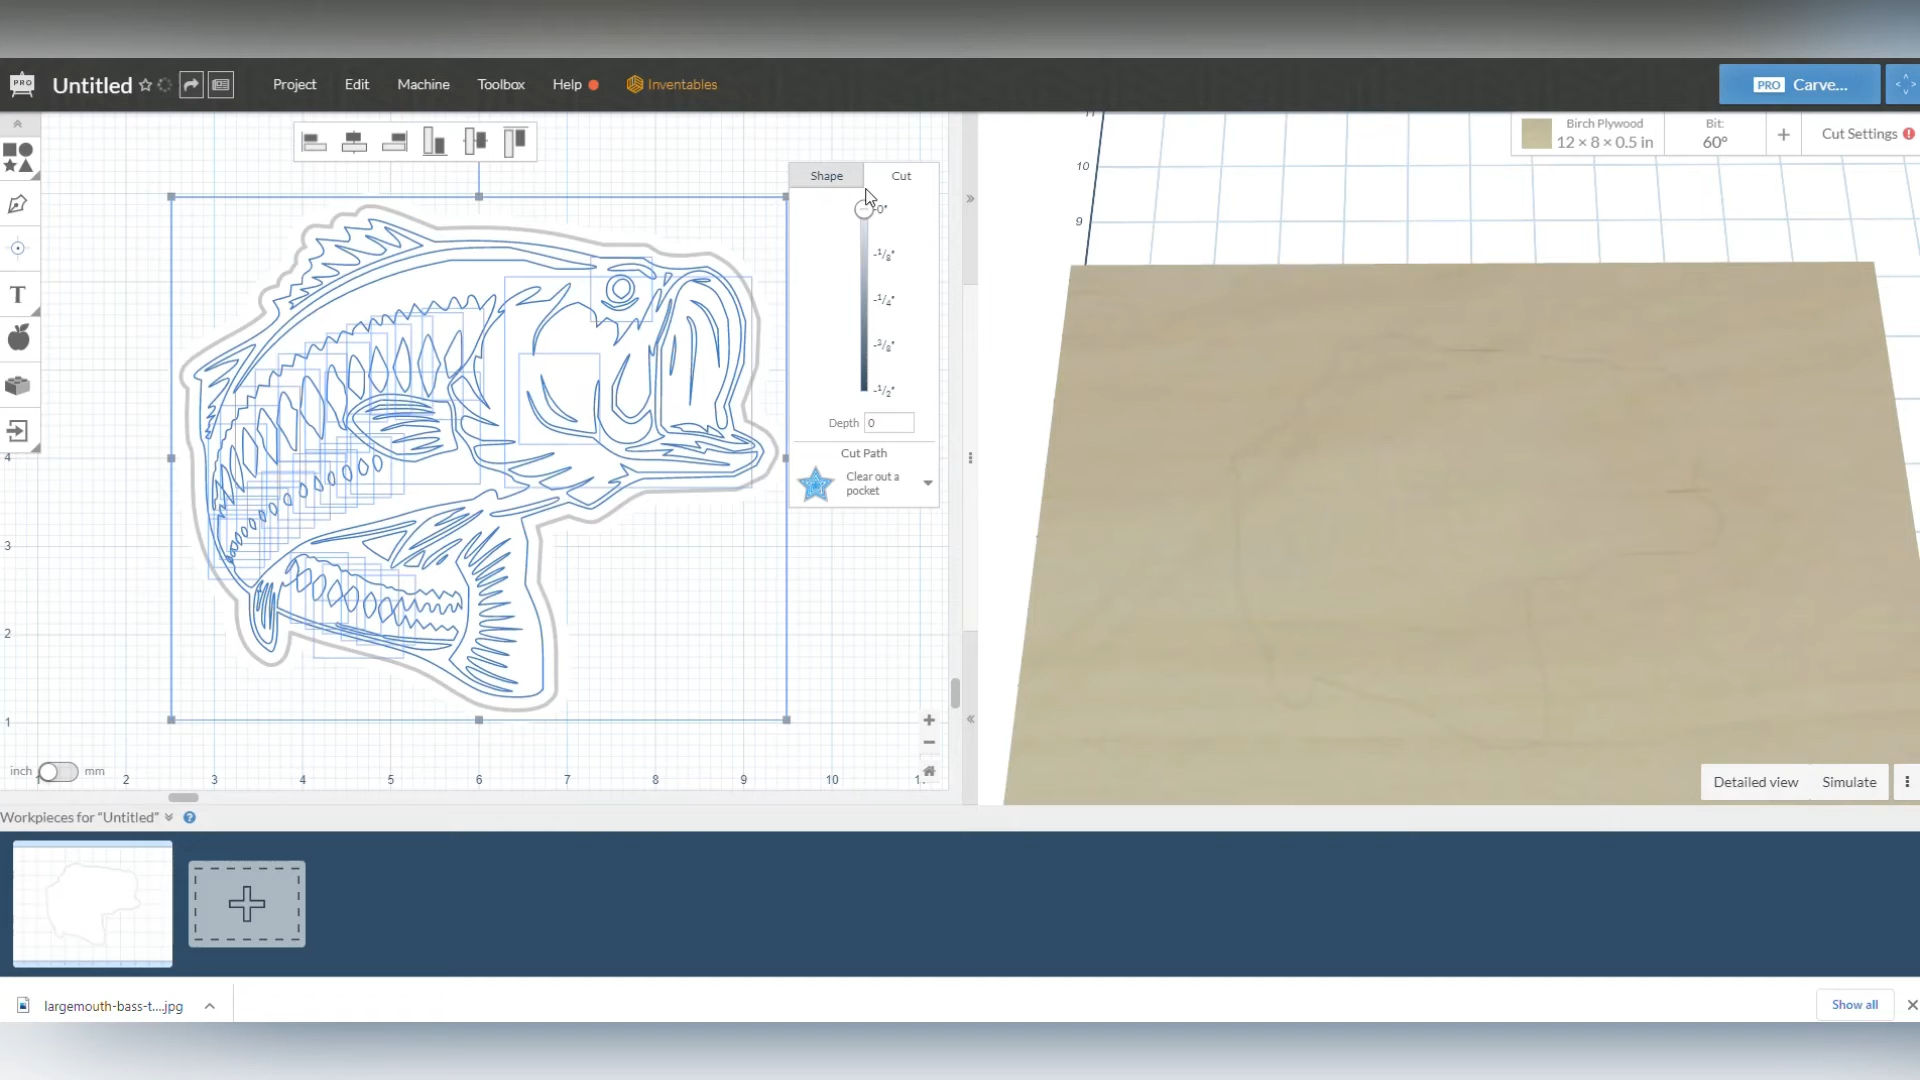 PRO
Untitled
Project
Edit
Machine
Toolbox
Help
Inventables
PRO Carve...
Birch Plywood
12 × 8 × 0.5 in
Bit:
60°
+
Cut Settings
Shape
Cut
-0"
-1/8"
-1/4"
-3/8"
-1/2"
Depth 0
Cut Path
Clear out a
pocket
T
10
9
4
3
2
1
inch
mm
2 3 4 5 6 7 8 9 10
Detailed view
Simulate
Workpieces for "Untitled"
largemouth-bass-t....jpg
Show all